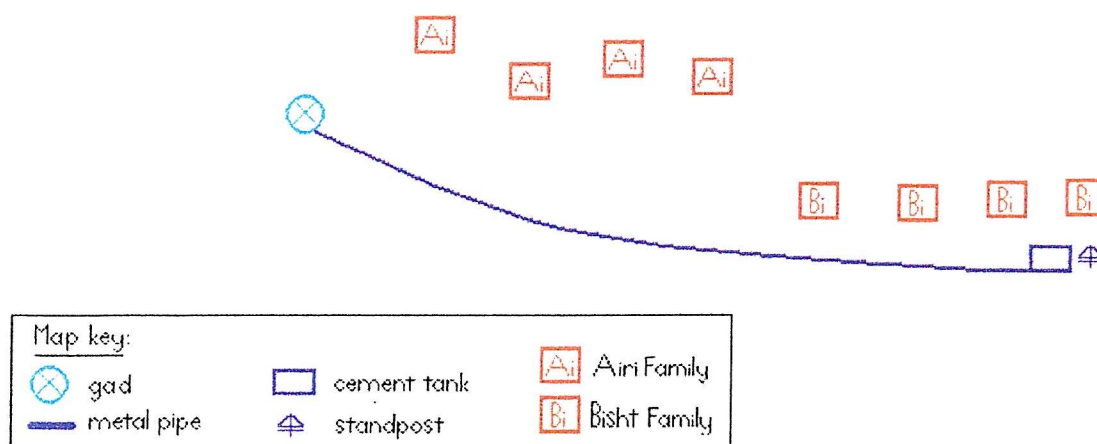 Ai
Ai
Ai
Ai
Bi
Bi
Bi
Bi
Map key:
gad
metal pipe
cement tank
standpost
Ai Airi Family
Bi Bisht Family